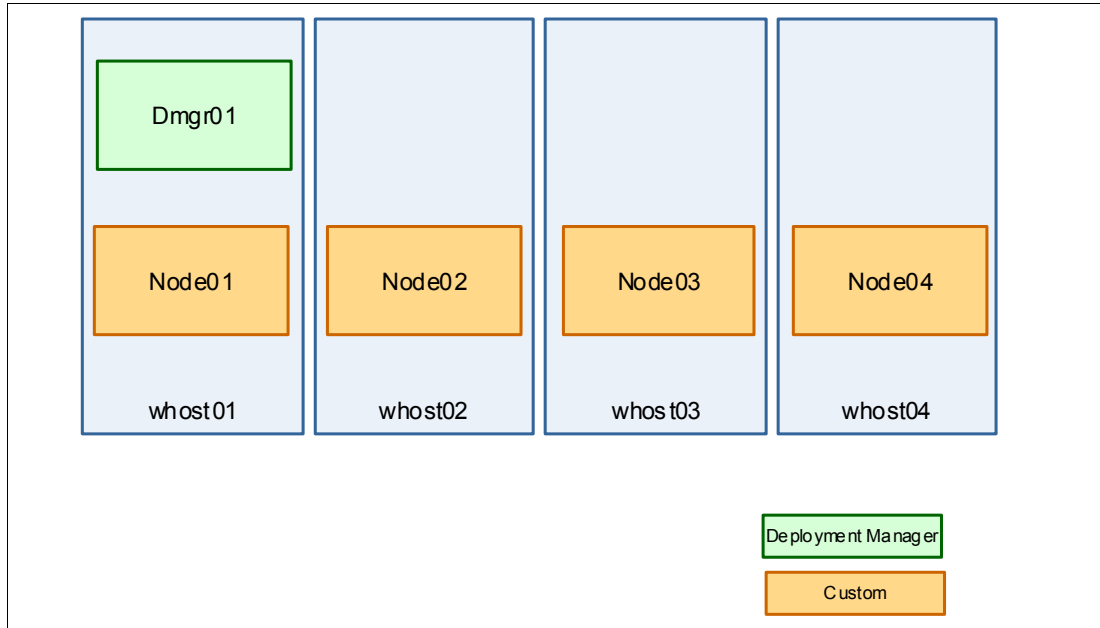 Dmgr01
Node01
Node02
Node03
Node04
whost01
whost02
whost03
whost04
Deployment Manager
Custom